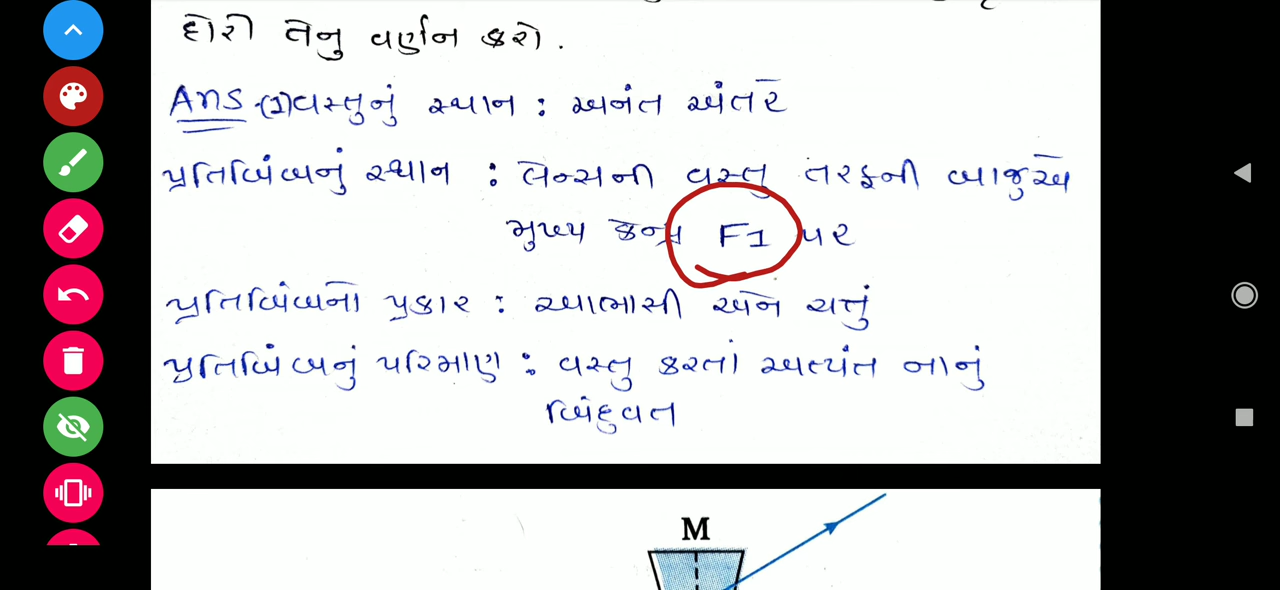 દોરી તેનુ વર્ણન કરો.
Ans -(1) વસ્તુનું સ્થાન : અનંત અંતરે
પ્રતિબિંબનું સ્થાન : લેન્સની વસ્તુ તરફની બાજુએ
મુખ્ય કેન્દ્ર F1 પર
પ્રતિબિંબનો પ્રકાર : આભાસી અને ચત્તું
પ્રતિબિંબનું પરિમાણ : વસ્તુ કરતાં અત્યંત નાનું
બિંદુવત
M